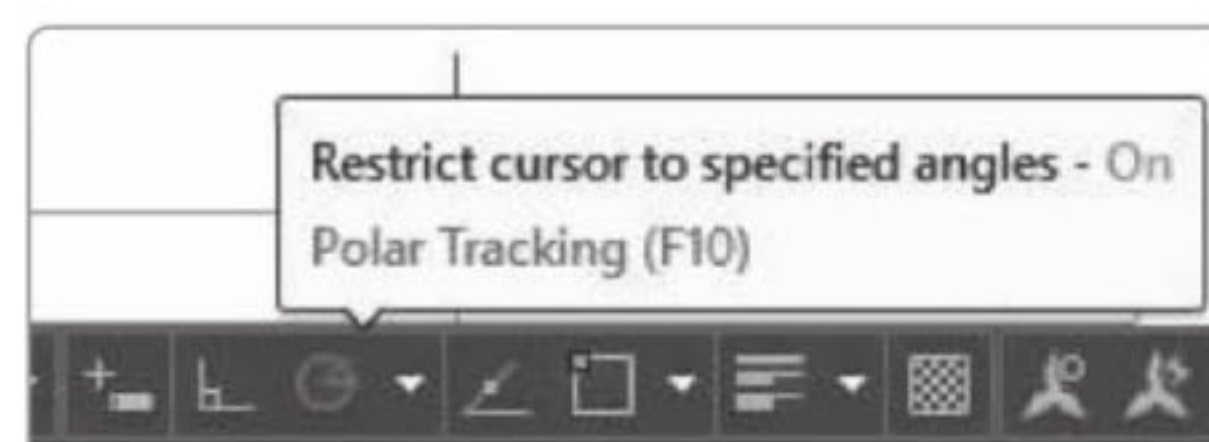 Restrict cursor to specified angles - On
Polar Tracking (F10)